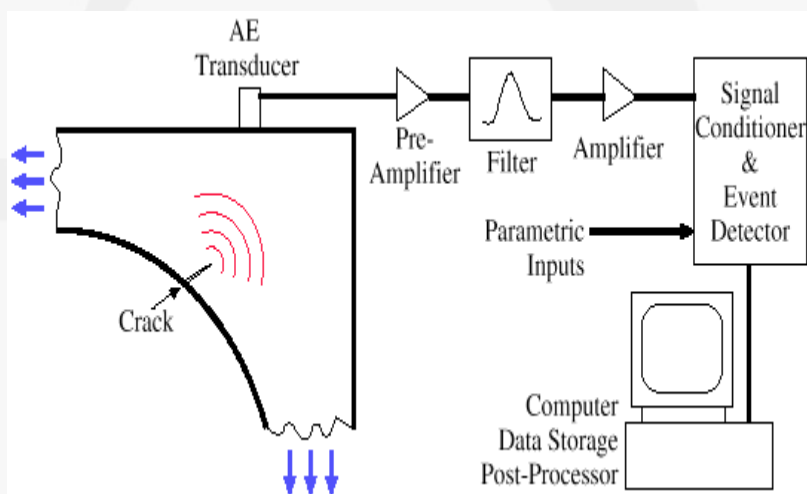 AE
Transducer
Pre-
Amplifier
Filter
Amplifier
Signal
Conditioner
&
Event
Detector
Parametric
Inputs
Crack
Computer
Data Storage
Post-Processor